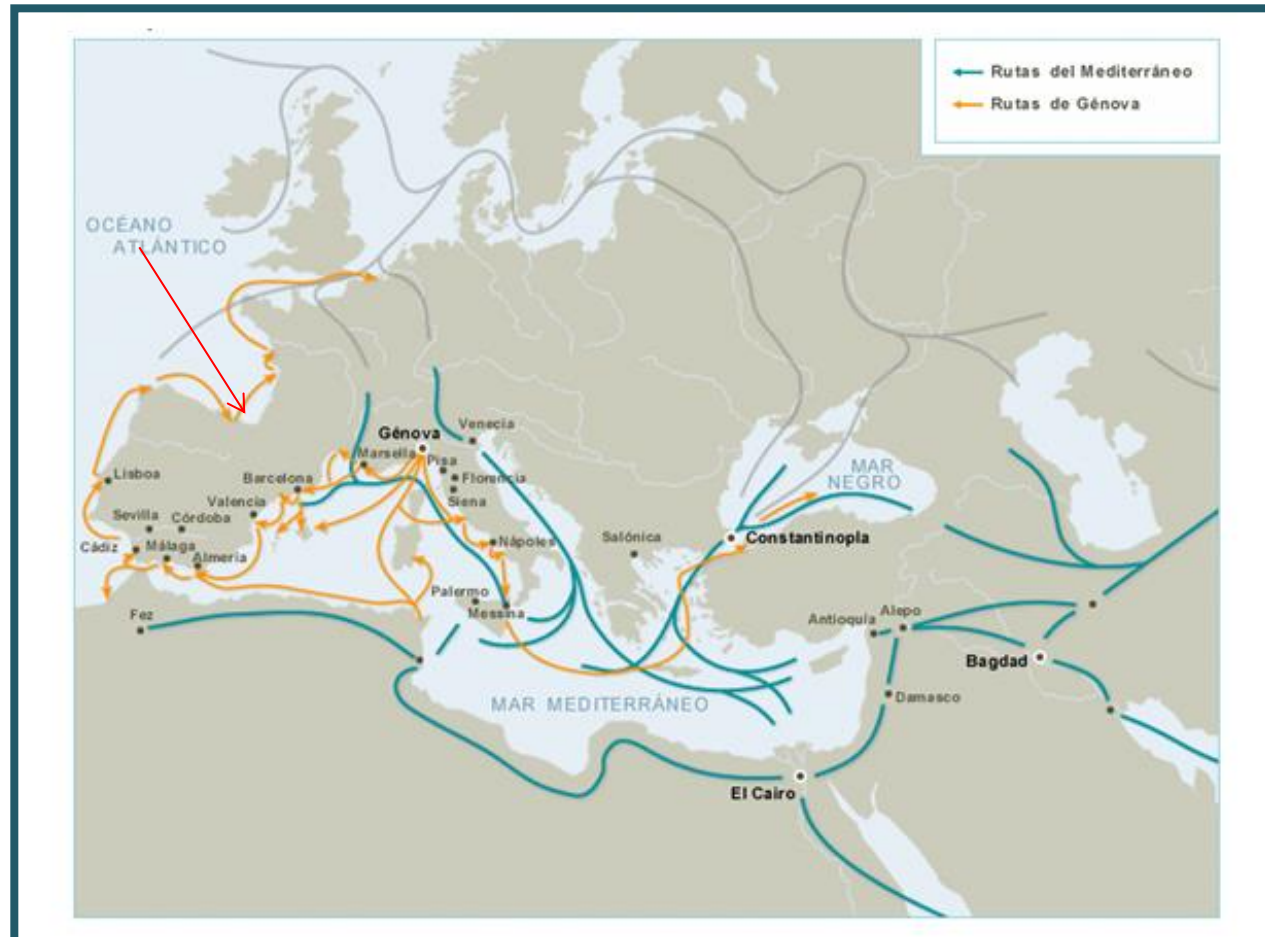 Rutas del Mediterráneo
Rutas de Génova
OCÉANO
ATLÁNTICO
Venecia
Génova
Marsella
Pisa
Florencia
Siena
Lisboa
Barcelona
Valencia
MAR
NEGRO
Sevilla
Córdoba
Cádiz
Málaga
Almería
Nápoles
Salónica
Constantinopla
Palermo
Messina
Fez
Antioquía
Alepo
Bagdad
MAR MEDITERRÁNEO
Damasco
El Cairo